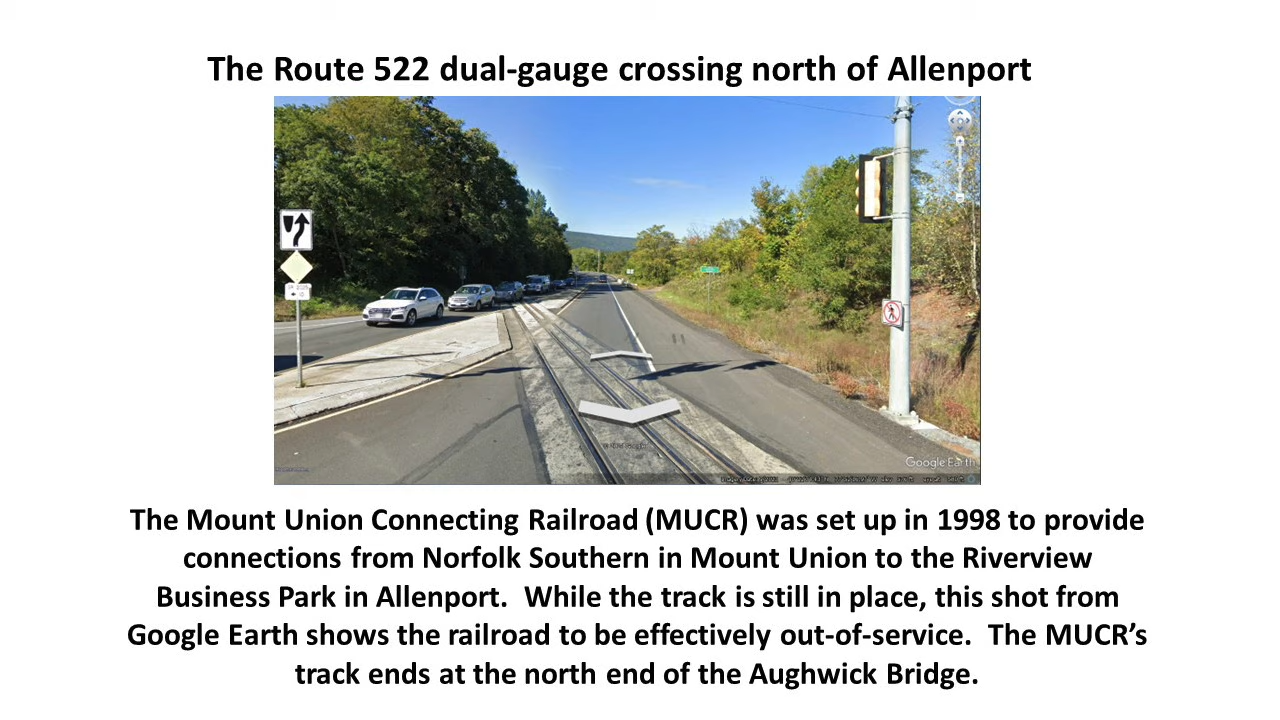 The Route 522 dual-gauge crossing north of Allenport
Google Earth
The Mount Union Connecting Railroad (MUCR) was set up in 1998 to provide
connections from Norfolk Southern in Mount Union to the Riverview
Business Park in Allenport.  While the track is still in place, this shot from
Google Earth shows the railroad to be effectively out-of-service.  The MUCR’s
track ends at the north end of the Aughwick Bridge.